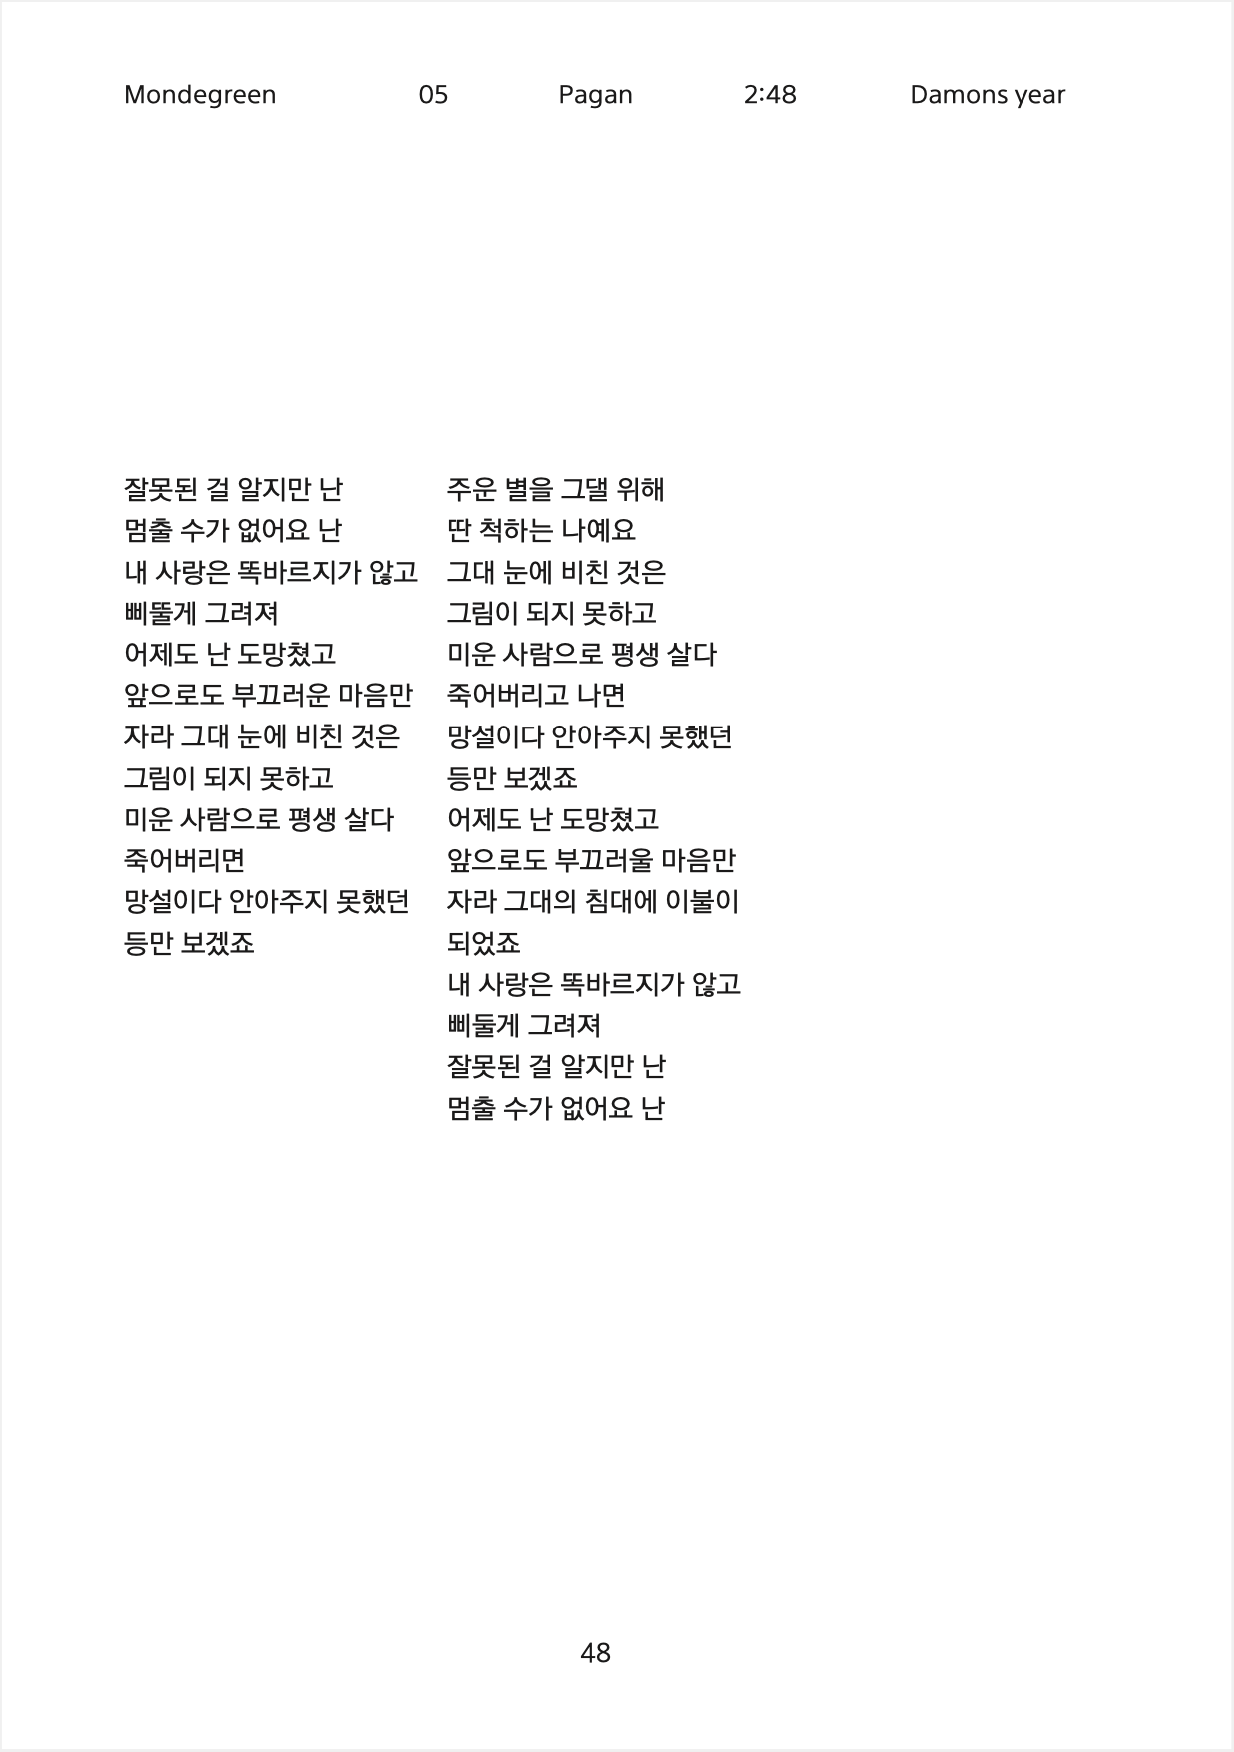 Mondegreen 05 Pagan 2:48 Damons year
잘못된 걸 알지만 난
멈출 수가 없어요 난
내 사랑은 똑바르지가 않고
삐뚤게 그려져
어제도 난 도망쳤고
앞으로도 부끄러운 마음만
자라 그대 눈에 비친 것은
그림이 되지 못하고
미운 사람으로 평생 살다
죽어버리면
망설이다 안아주지 못했던
등만 보겠죠
주운 별을 그댈 위해
딴 척하는 나예요
그대 눈에 비친 것은
그림이 되지 못하고
미운 사람으로 평생 살다
죽어버리고 나면
망설이다 안아주지 못했던
등만 보겠죠
어제도 난 도망쳤고
앞으로도 부끄러울 마음만
자라 그대의 침대에 이불이
되었죠
내 사랑은 똑바르지가 않고
삐둘게 그려져
잘못된 걸 알지만 난
멈출 수가 없어요 난
48